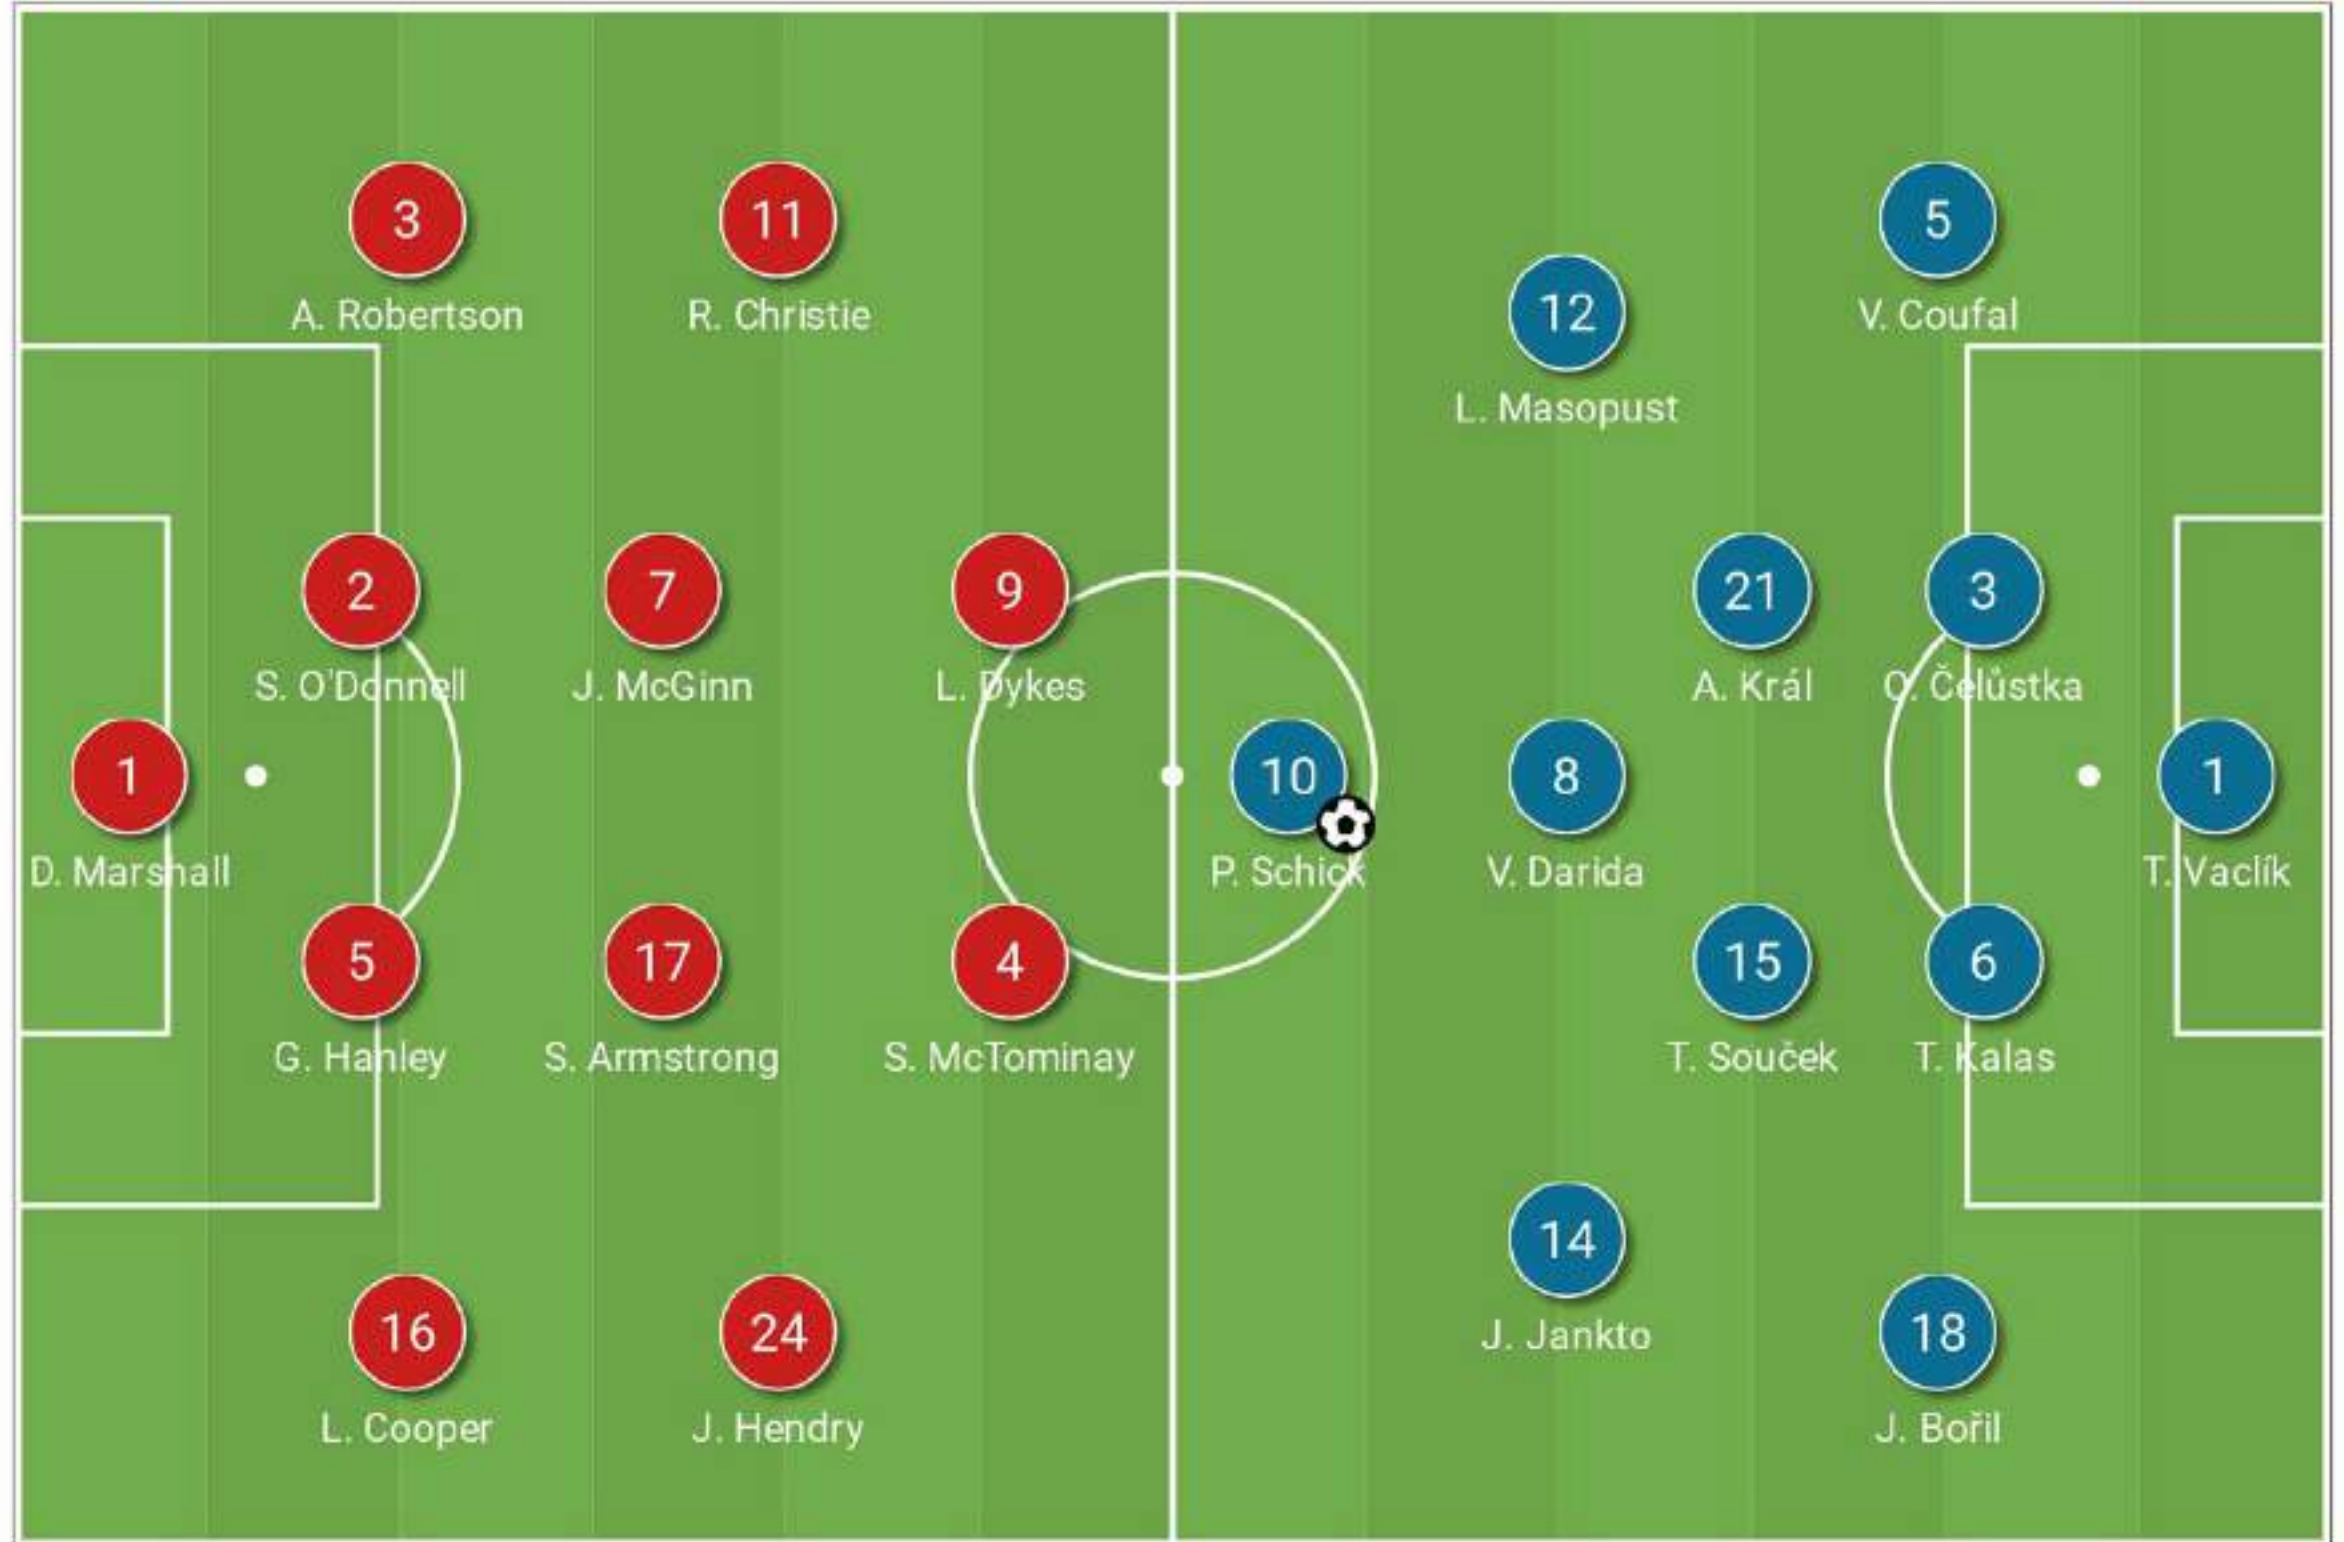 3
A. Robertson
11
R. Christie
5
V. Coufal
12
L. Masopust
2
S. O'Donnell
7
J. McGinn
9
L. Dykes
21
A. Král
3
O. Čelůstka
1
D. Marshall
10
P. Schick
8
V. Darida
1
T. Vaclík
5
G. Hanley
17
S. Armstrong
4
S. McTominay
15
T. Souček
6
T. Kalas
14
J. Jankto
16
L. Cooper
24
J. Hendry
18
J. Bořil